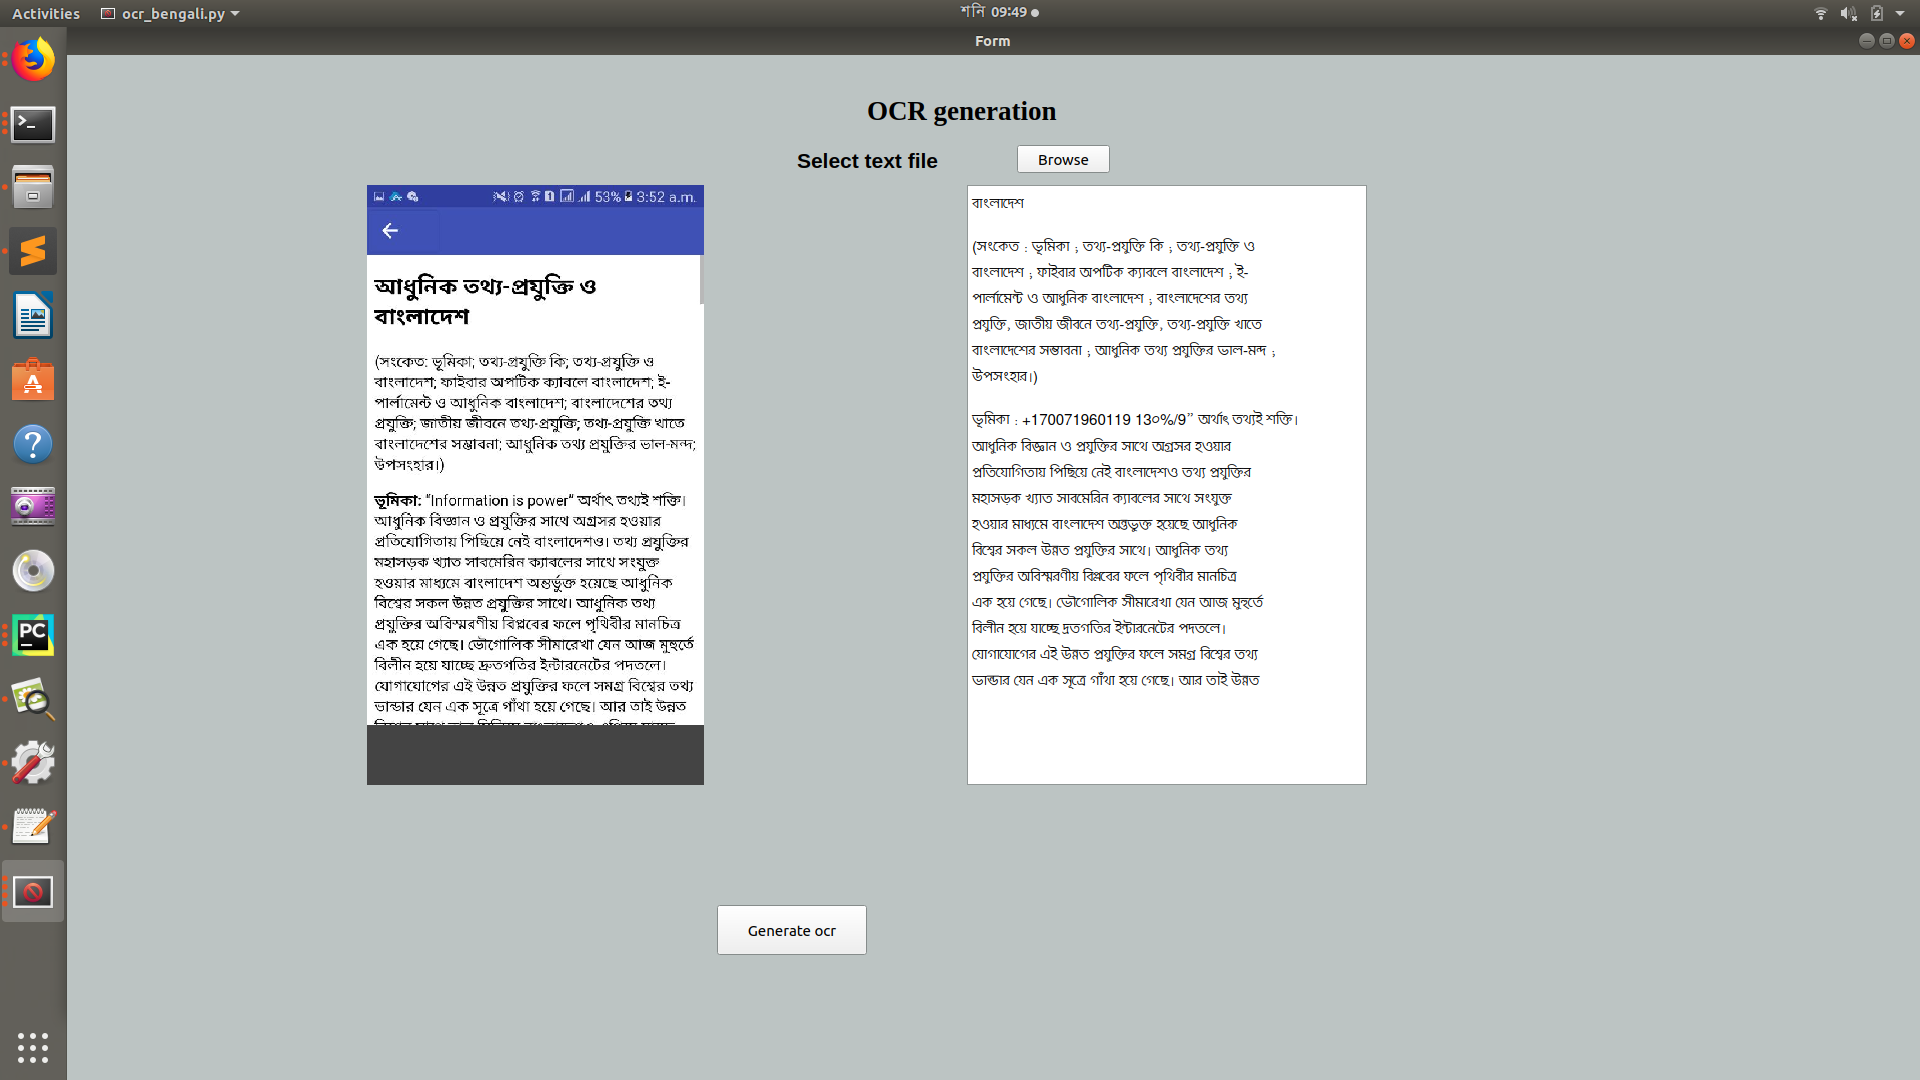 Activities
ocr_bengali.py
শনি 09:49
Form
OCR generation
Select text file
Browse
53% 3:52 a.m.
আধুনিক তথ্য-প্রযুক্তি ও
বাংলাদেশ
(সংকেত: ভূমিকা; তথ্য-প্রযুক্তি কি; তথ্য-প্রযুক্তি ও
বাংলাদেশ; ফাইবার অপটিক ক্যাবলে বাংলাদেশ; ই-
পার্লামেন্ট ও আধুনিক বাংলাদেশ; বাংলাদেশের তথ্য
প্রযুক্তি; জাতীয় জীবনে তথ্য-প্রযুক্তি; তথ্য-প্রযুক্তি খাতে
বাংলাদেশের সম্ভাবনা; আধুনিক তথ্য প্রযুক্তির ভাল-মন্দ;
উপসংহার।)
ভূমিকা: “Information is power” অর্থাৎ তথ্যই শক্তি।
আধুনিক বিজ্ঞান ও প্রযুক্তির সাথে অগ্রসর হওয়ার
প্রতিযোগিতায় পিছিয়ে নেই বাংলাদেশও। তথ্য প্রযুক্তির
মহাসড়ক খ্যাত সাবমেরিন ক্যাবলের সাথে সংযুক্ত
হওয়ার মাধ্যমে বাংলাদেশ অন্তর্ভুক্ত হয়েছে আধুনিক
বিশ্বের সকল উন্নত প্রযুক্তির সাথে। আধুনিক তথ্য
প্রযুক্তির অবিস্মরণীয় বিপ্লবের ফলে পৃথিবীর মানচিত্র
এক হয়ে গেছে। ভৌগোলিক সীমারেখা যেন আজ মূহুর্তে
বিলীন হয়ে যাচ্ছে দ্রুতগতির ইন্টারনেটের পদতলে।
যোগাযোগের এই উন্নত প্রযুক্তির ফলে সমগ্র বিশ্বের তথ্য
ভান্ডার যেন এক সূত্রে গাঁথা হয়ে গেছে। আর তাই উন্নত
বাংলাদেশ
(সংকেত : ভূমিকা ; তথ্য-প্রযুক্তি কি ; তথ্য-প্রযুক্তি ও
বাংলাদেশ ; ফাইবার অপটিক ক্যাবলে বাংলাদেশ ; ই-
পার্লামেন্ট ও আধুনিক বাংলাদেশ ; বাংলাদেশের তথ্য
প্রযুক্তি, জাতীয় জীবনে তথ্য-প্রযুক্তি, তথ্য-প্রযুক্তি খাতে
বাংলাদেশের সম্ভাবনা ; আধুনিক তথ্য প্রযুক্তির ভাল-মন্দ ;
উপসংহার।)
ভূমিকা : +170071960119 13০%/9” অর্থাৎ তথ্যই শক্তি।
আধুনিক বিজ্ঞান ও প্রযুক্তির সাথে অগ্রসর হওয়ার
প্রতিযোগিতায় পিছিয়ে নেই বাংলাদেশও তথ্য প্রযুক্তির
মহাসড়ক খ্যাত সাবমেরিন ক্যাবলের সাথে সংযুক্ত
হওয়ার মাধ্যমে বাংলাদেশ অন্তভুক্ত হয়েছে আধুনিক
বিশ্বের সকল উন্নত প্রযুক্তির সাথে। আধুনিক তথ্য
প্রযুক্তির অবিস্মরণীয় বিপ্লবের ফলে পৃথিবীর মানচিত্র
এক হয়ে গেছে। ভৌগোলিক সীমারেখা যেন আজ মুহুর্তে
বিলীন হয়ে যাচ্ছে দ্রতগতির ইন্টারনেটের পদতলে।
যোগাযোগের এই উন্নত প্রযুক্তির ফলে সমগ্র বিশ্বের তথ্য
ভান্ডার যেন এক সূত্রে গাঁথা হয়ে গেছে। আর তাই উন্নত
Generate ocr